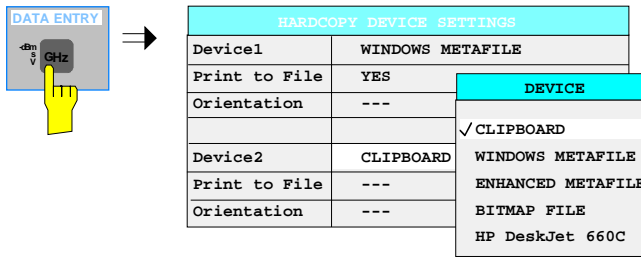 DATA ENTRY
-dBm
s
V
GHz
HARDCOPY DEVICE SETTINGS
Device1 WINDOWS METAFILE
Print to File YES
Orientation ---
Device2 CLIPBOARD
Print to File ---
Orientation ---
DEVICE
✓ CLIPBOARD
WINDOWS METAFILE
ENHANCED METAFILE
BITMAP FILE
HP DeskJet 660C